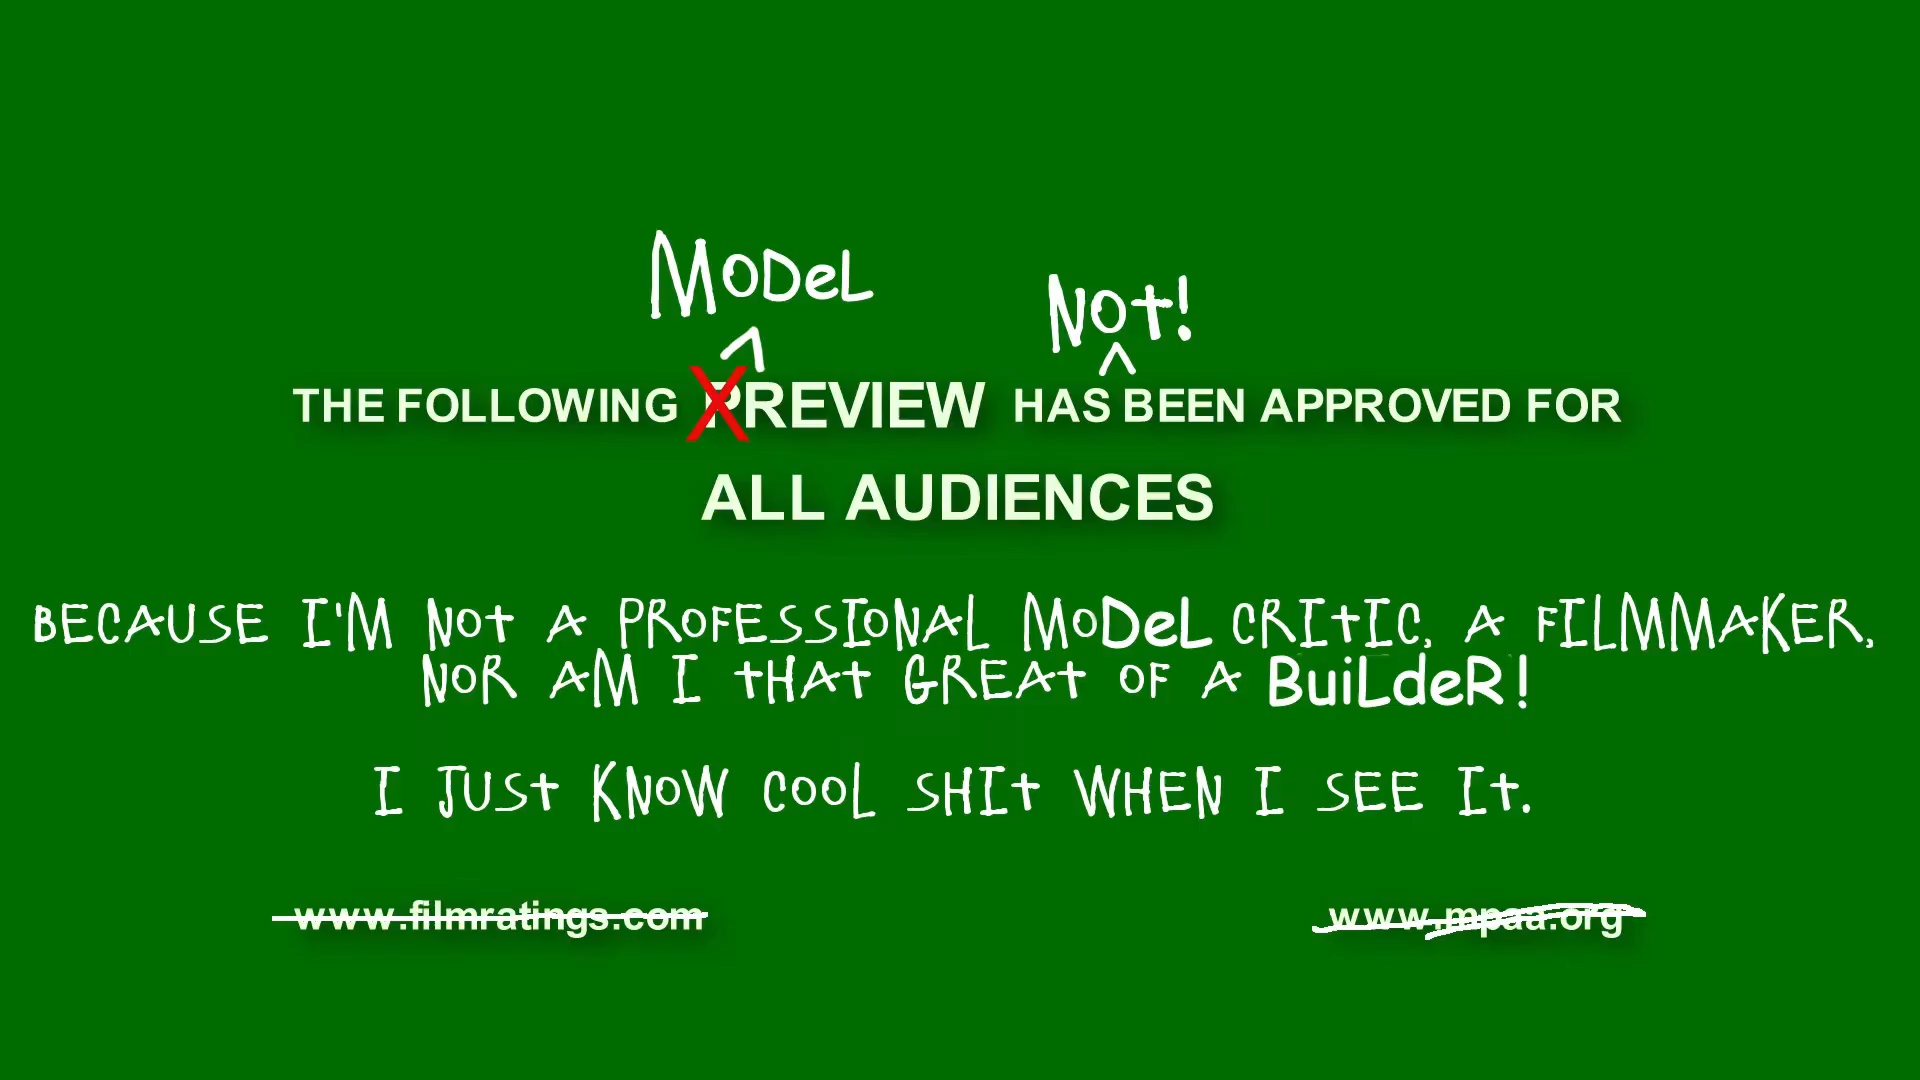 MoDeL
Not!
THE FOLLOWING PREVIEW HAS BEEN APPROVED FOR
ALL AUDIENCES
BECAUSE I'M NOt A PROFESSIONAL MODeL CRItIC, A FILMMAKER,
NOR AM I tHAt GREAt OF A BuiLdeR!
I JUSt KNOW COOL SHIt WHEN I SEE It.
www.filmratings.com
www.mpaa.org